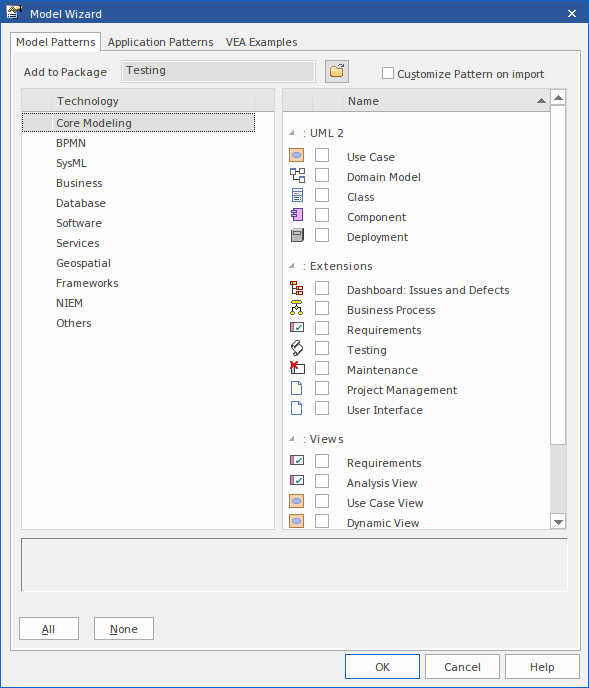 Model Wizard
Model Patterns Application Patterns VEA Examples
Add to Package Testing Customize Pattern on import
Technology
Core Modeling
BPMN
SysML
Business
Database
Software
Services
Geospatial
Frameworks
NIEM
Others
Name
: UML 2
Use Case
Domain Model
Class
Component
Deployment
: Extensions
Dashboard: Issues and Defects
Business Process
Requirements
Testing
Maintenance
Project Management
User Interface
: Views
Requirements
Analysis View
Use Case View
Dynamic View
All None
OK Cancel Help